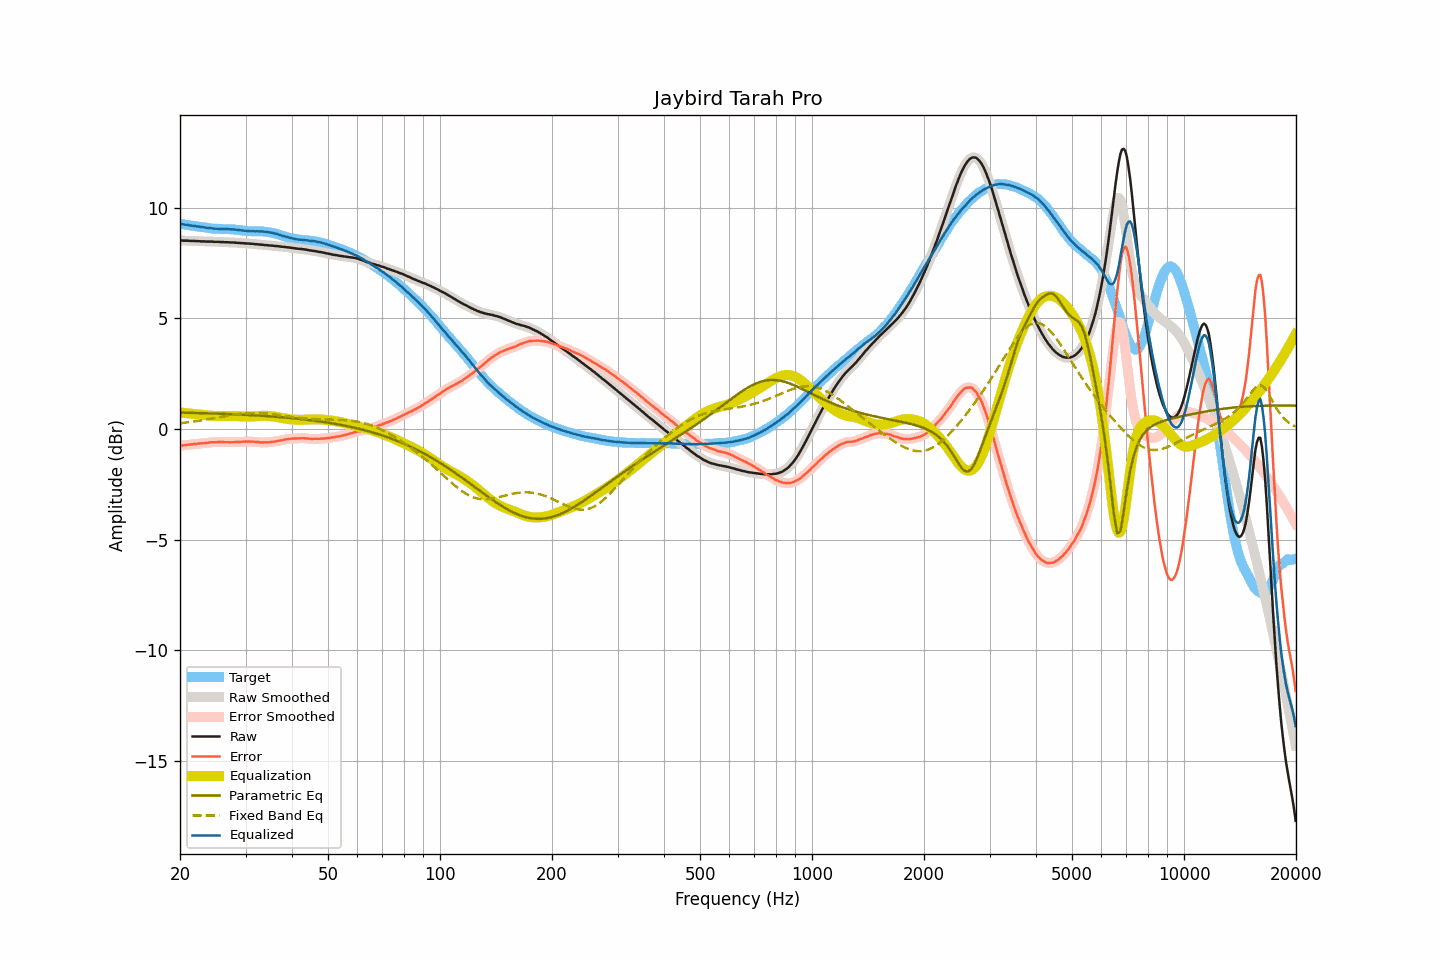 Jaybird Tarah Pro
Amplitude (dBr)
10
5
0
−5
−10
−15
Target
Raw Smoothed
Error Smoothed
Raw
Error
Equalization
Parametric Eq
Fixed Band Eq
Equalized
20 50 100 200 500 1000 2000 5000 10000 20000
Frequency (Hz)